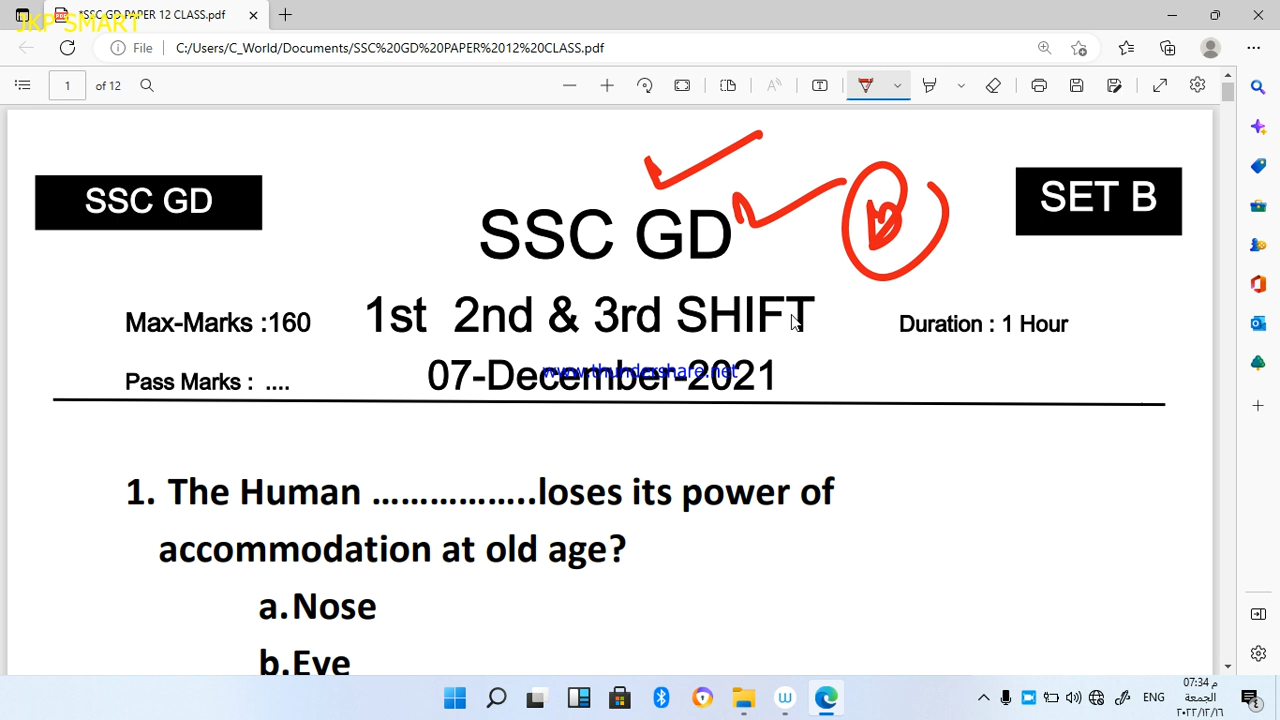 *SSC GD PAPER 12 CLASS.pdf
JKP SMART
File C:/Users/C_World/Documents/SSC%20GD%20PAPER%2012%20CLASS.pdf
1 of 12
SSC GD
SET B
SSC GD
1st 2nd & 3rd SHIFT
Max-Marks :160
Duration : 1 Hour
07-December-2021
www.thundershare.net
Pass Marks : ....
1. The Human ……………..loses its power of
accommodation at old age?
a.Nose
b.Eye
ENG
07:34 م
الجمعة
٢٠٢٢/١٢/١٦